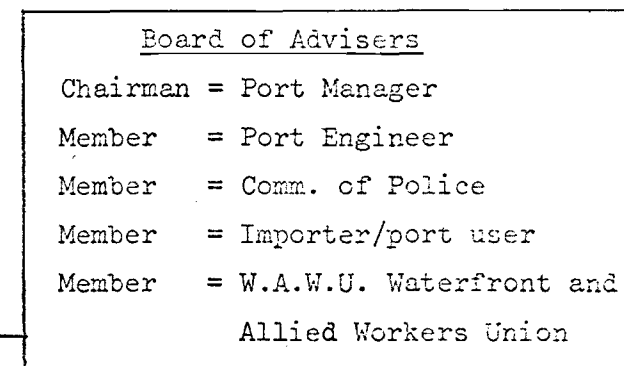 Board of Advisers
Chairman = Port Manager
Member = Port Engineer
Member = Comm. of Police
Member = Importer/port user
Member = W.A.W.U. Waterfront and
Allied Workers Union